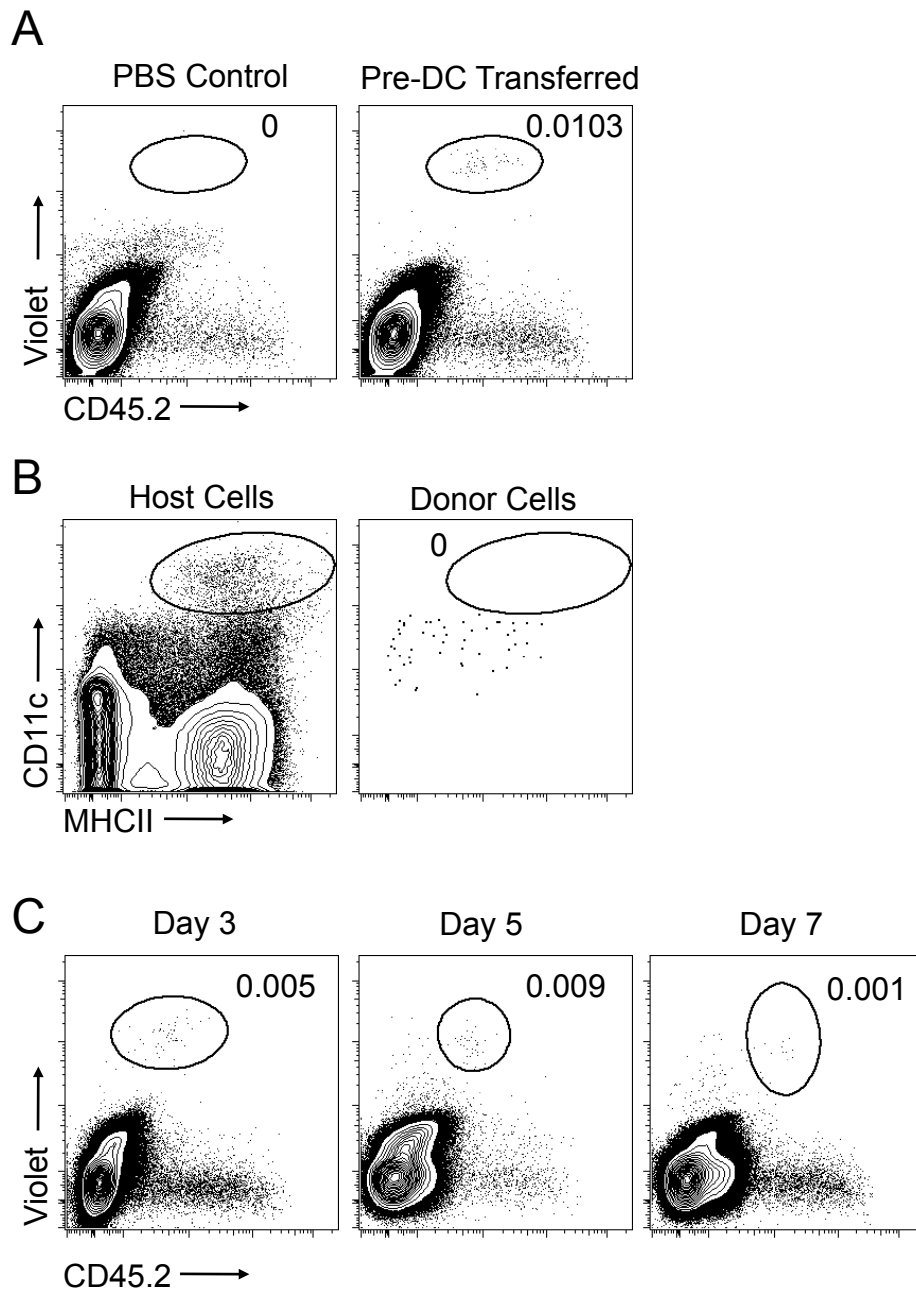 A
PBS Control Pre-DC Transferred
0 0.0103
Violet
CD45.2
B
Host Cells Donor Cells
0
CD11c
MHCII
C
Day 3 Day 5 Day 7
0.005 0.009 0.001
Violet
CD45.2